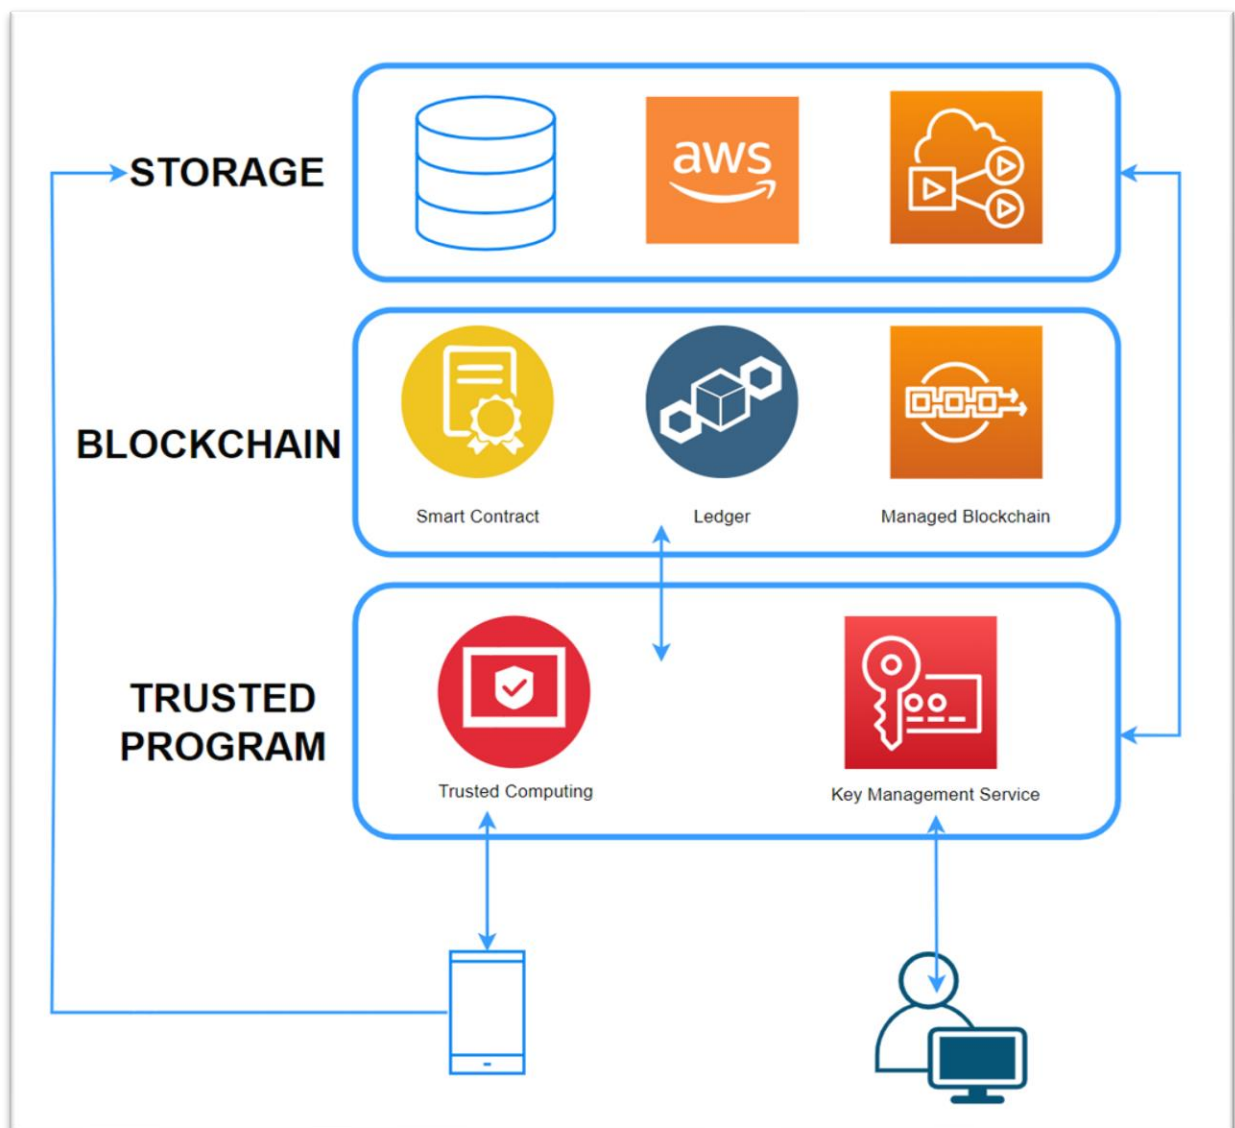 STORAGE
aws
BLOCKCHAIN
Smart Contract
Ledger
Managed Blockchain
TRUSTED
PROGRAM
Trusted Computing
Key Management Service